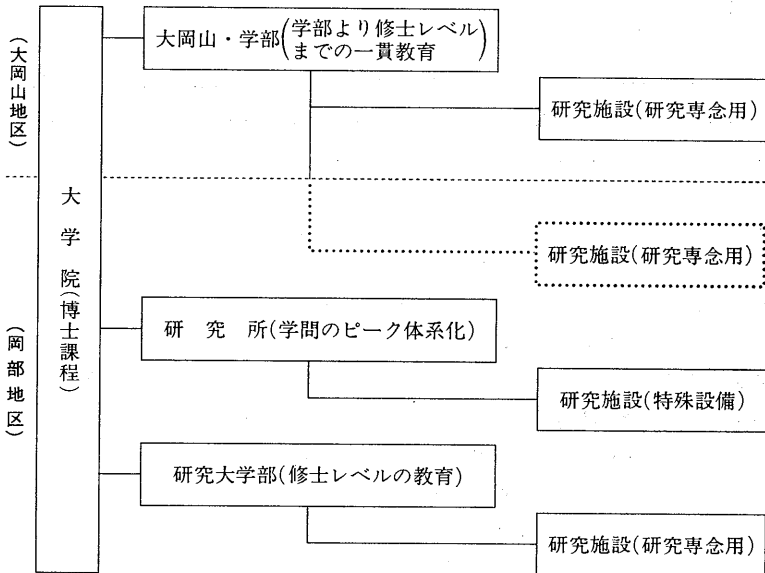 (大岡山地区)
大学院(博士課程)
大岡山・学部(学部より修士レベル
までの一貫教育)
研究施設(研究専念用)
研究施設(研究専念用)
(岡部地区)
研究所(学問のピーク体系化)
研究施設(特殊設備)
研究大学部(修士レベルの教育)
研究施設(研究専念用)